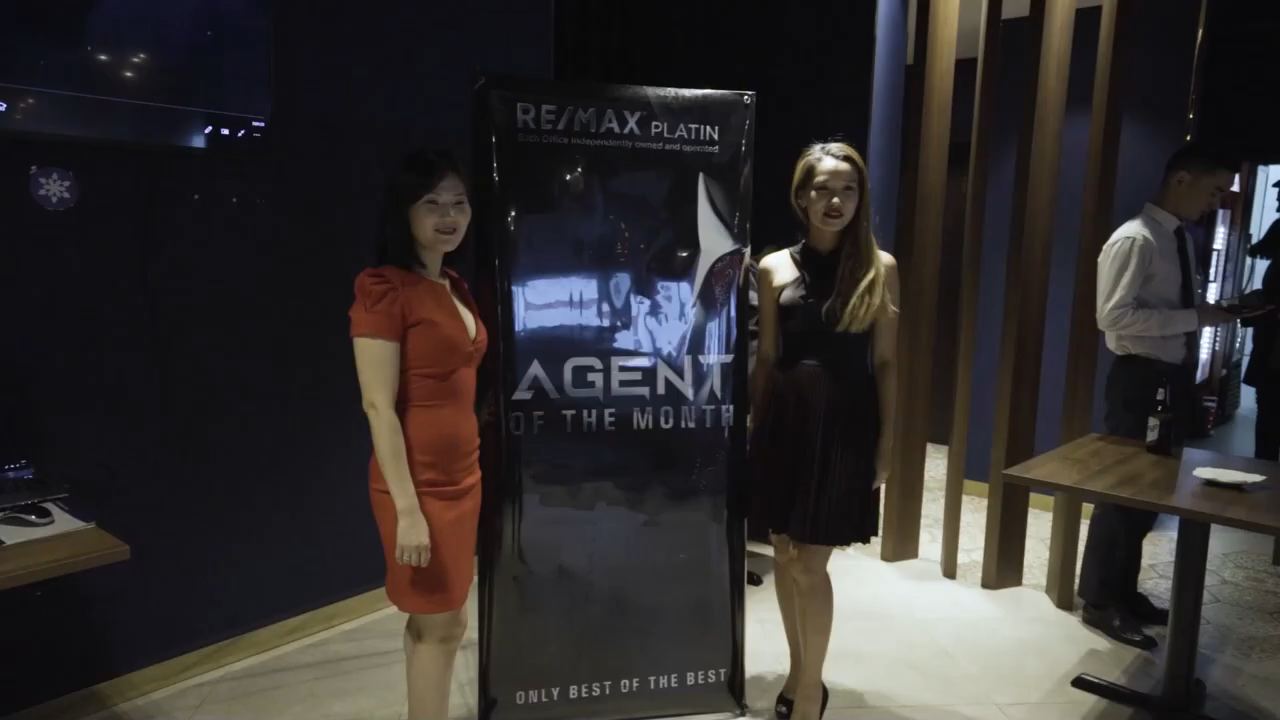 RE/MAX PLATIN
Each Office Independently owned and operated
AGENT
OF THE MONTH
ONLY BEST OF THE BEST